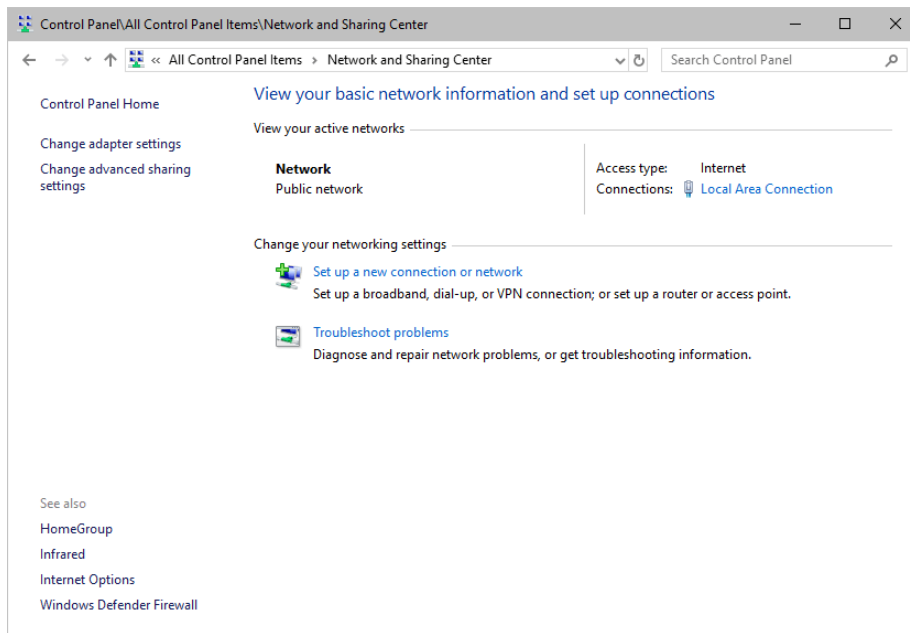 Control Panel\All Control Panel Items\Network and Sharing Center
« All Control Panel Items › Network and Sharing Center
Search Control Panel
Control Panel Home
Change adapter settings
Change advanced sharing
settings
View your basic network information and set up connections
View your active networks
Network
Public network
Access type: Internet
Connections: Local Area Connection
Change your networking settings
Set up a new connection or network
Set up a broadband, dial-up, or VPN connection; or set up a router or access point.
Troubleshoot problems
Diagnose and repair network problems, or get troubleshooting information.
See also
HomeGroup
Infrared
Internet Options
Windows Defender Firewall